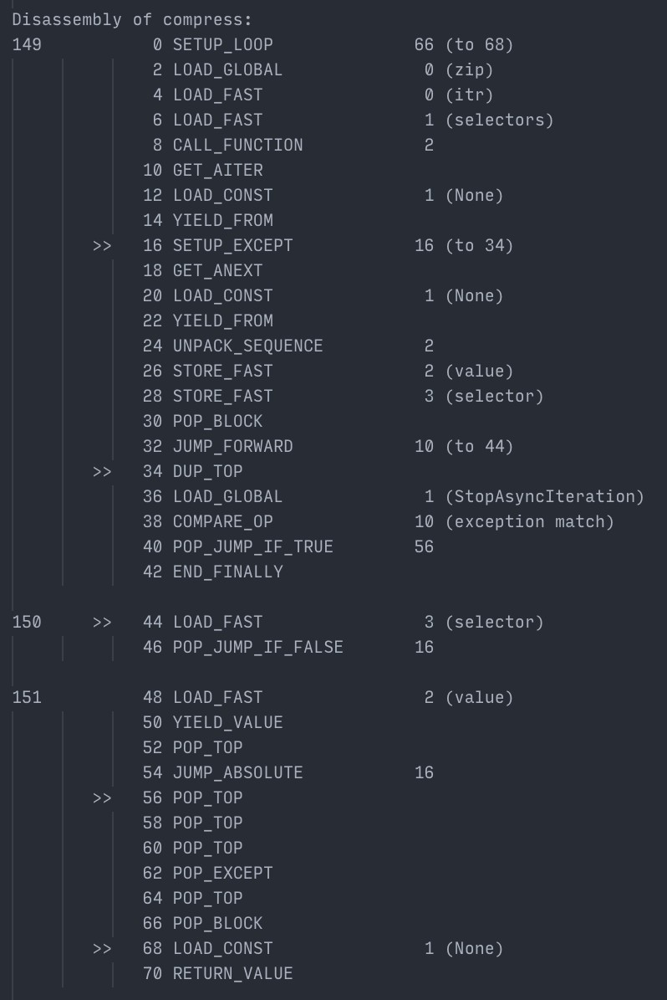 Disassembly of compress:
149           0 SETUP_LOOP              66 (to 68)
              2 LOAD_GLOBAL              0 (zip)
              4 LOAD_FAST                0 (itr)
              6 LOAD_FAST                1 (selectors)
              8 CALL_FUNCTION            2
             10 GET_AITER
             12 LOAD_CONST               1 (None)
             14 YIELD_FROM
        >>   16 SETUP_EXCEPT            16 (to 34)
             18 GET_ANEXT
             20 LOAD_CONST               1 (None)
             22 YIELD_FROM
             24 UNPACK_SEQUENCE          2
             26 STORE_FAST               2 (value)
             28 STORE_FAST               3 (selector)
             30 POP_BLOCK
             32 JUMP_FORWARD            10 (to 44)
        >>   34 DUP_TOP
             36 LOAD_GLOBAL              1 (StopAsyncIteration)
             38 COMPARE_OP              10 (exception match)
             40 POP_JUMP_IF_TRUE        56
             42 END_FINALLY
150     >>   44 LOAD_FAST                3 (selector)
             46 POP_JUMP_IF_FALSE       16
151          48 LOAD_FAST                2 (value)
             50 YIELD_VALUE
             52 POP_TOP
             54 JUMP_ABSOLUTE           16
        >>   56 POP_TOP
             58 POP_TOP
             60 POP_TOP
             62 POP_EXCEPT
             64 POP_TOP
             66 POP_BLOCK
        >>   68 LOAD_CONST               1 (None)
             70 RETURN_VALUE